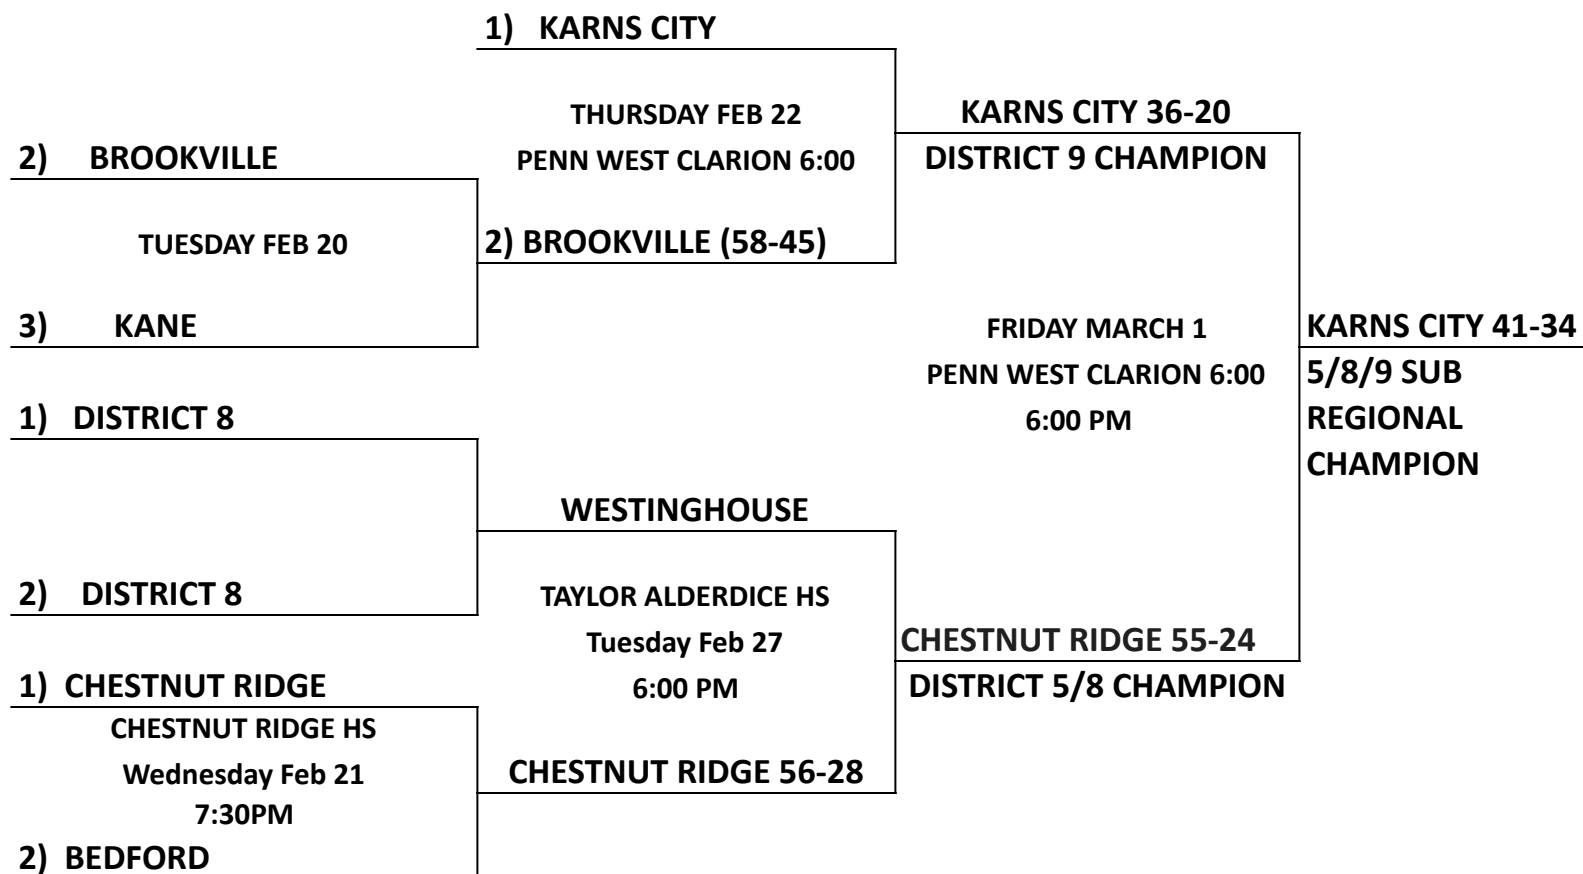 1) KARNS CITY
THURSDAY FEB 22
PENN WEST CLARION 6:00
KARNS CITY 36-20
DISTRICT 9 CHAMPION
2) BROOKVILLE
TUESDAY FEB 20
2) BROOKVILLE (58-45)
3) KANE
FRIDAY MARCH 1
PENN WEST CLARION 6:00
6:00 PM
KARNS CITY 41-34
5/8/9 SUB
REGIONAL
CHAMPION
1) DISTRICT 8
WESTINGHOUSE
2) DISTRICT 8
TAYLOR ALDERDICE HS
Tuesday Feb 27
6:00 PM
CHESTNUT RIDGE 55-24
DISTRICT 5/8 CHAMPION
1) CHESTNUT RIDGE
CHESTNUT RIDGE HS
Wednesday Feb 21
7:30PM
CHESTNUT RIDGE 56-28
2) BEDFORD